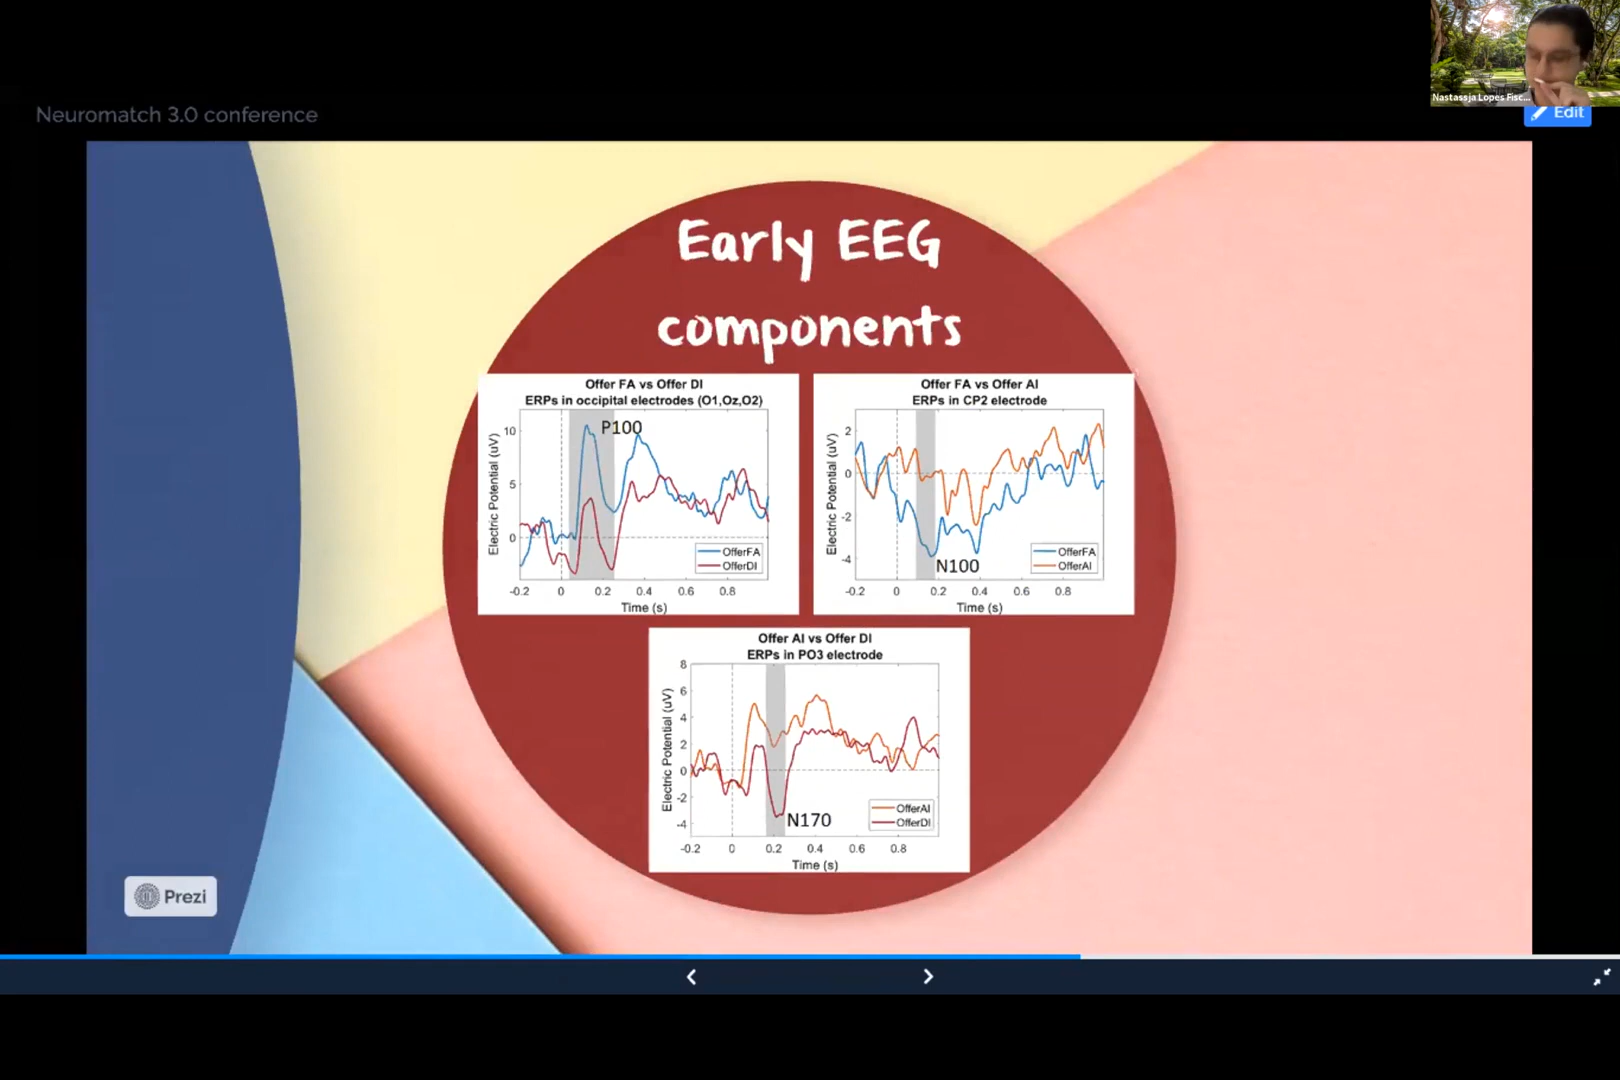 Nastassja Lopes Fisc...
Neuromatch 3.0 conference
Edit
Early EEG
components
Offer FA vs Offer DI
ERPs in occipital electrodes (O1,Oz,O2)
P100
Electric Potential (uV)
10
5
0
OfferFA
OfferDI
-0.2 0 0.2 0.4 0.6 0.8
Time (s)
Offer FA vs Offer AI
ERPs in CP2 electrode
Electric Potential (uV)
2
0
-2
-4
N100
OfferFA
OfferAI
-0.2 0 0.2 0.4 0.6 0.8
Time (s)
Offer AI vs Offer DI
ERPs in PO3 electrode
Electric Potential (uV)
8
6
4
2
0
-2
-4
N170
OfferAI
OfferDI
-0.2 0 0.2 0.4 0.6 0.8
Time (s)
Prezi